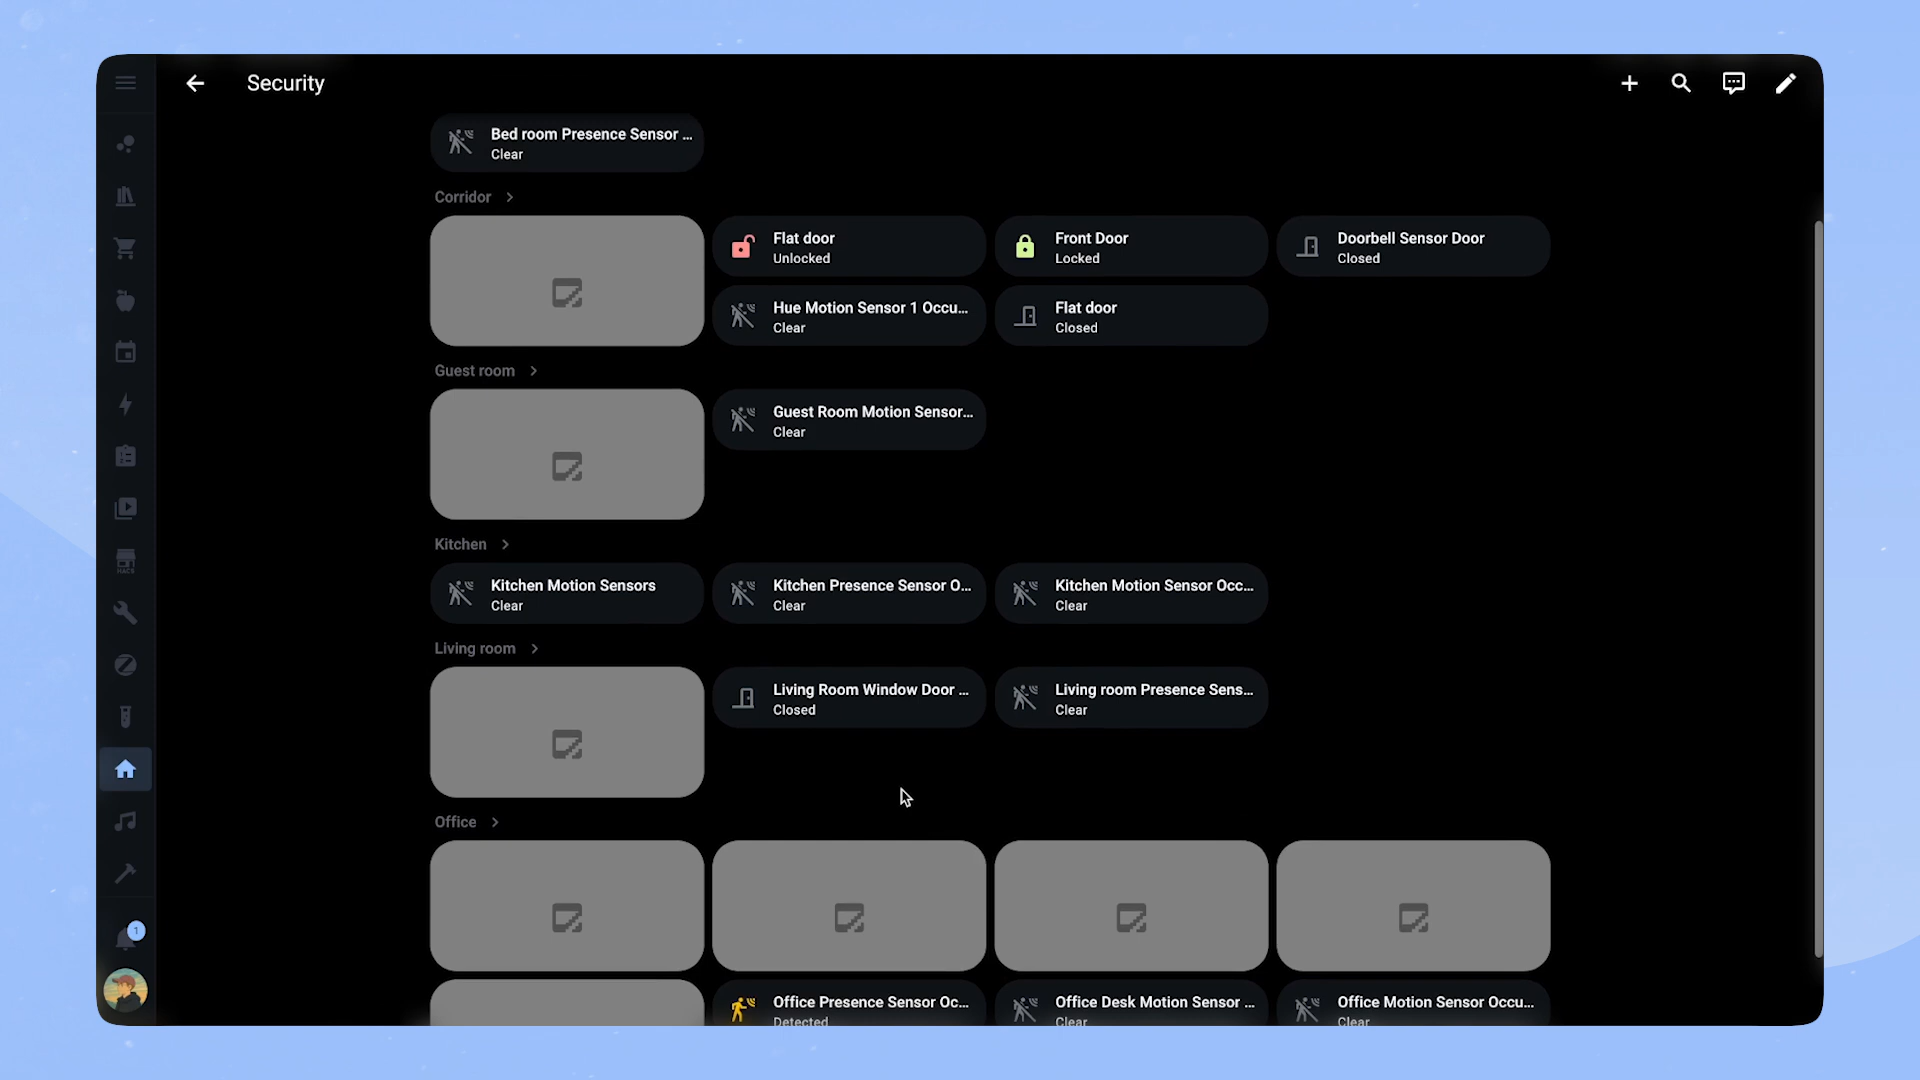 Security
Bed room Presence Sensor ...
Clear
Corridor
Flat door
Unlocked
Front Door
Locked
Doorbell Sensor Door
Closed
Hue Motion Sensor 1 Occu...
Clear
Flat door
Closed
Guest room
Guest Room Motion Sensor...
Clear
Kitchen
Kitchen Motion Sensors
Clear
Kitchen Presence Sensor O...
Clear
Kitchen Motion Sensor Occ...
Clear
Living room
Living Room Window Door ...
Closed
Living room Presence Sens...
Clear
Office
Office Presence Sensor Oc...
Detected
Office Desk Motion Sensor ...
Clear
Office Motion Sensor Occu...
Clear
HACS
1